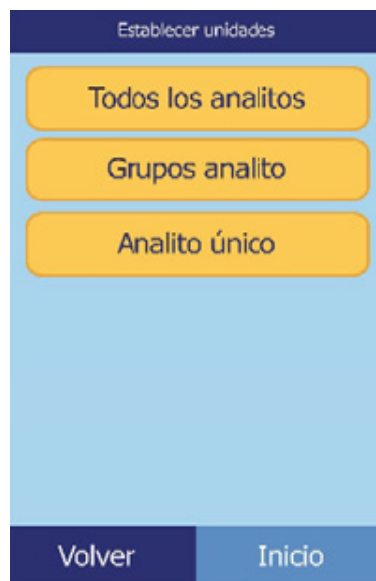 Establecer unidades
Todos los analitos
Grupos analito
Analito único
Volver
Inicio